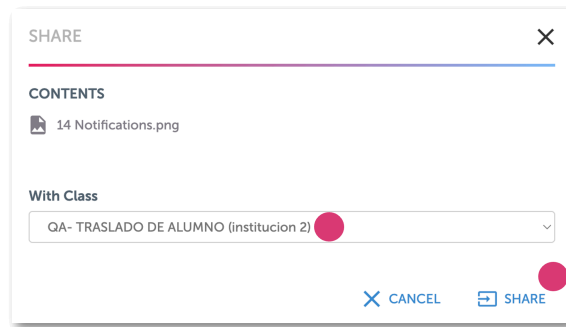 SHARE
CONTENTS
14 Notifications.png
With Class
QA- TRASLADO DE ALUMNO (institucion 2)
CANCEL
SHARE